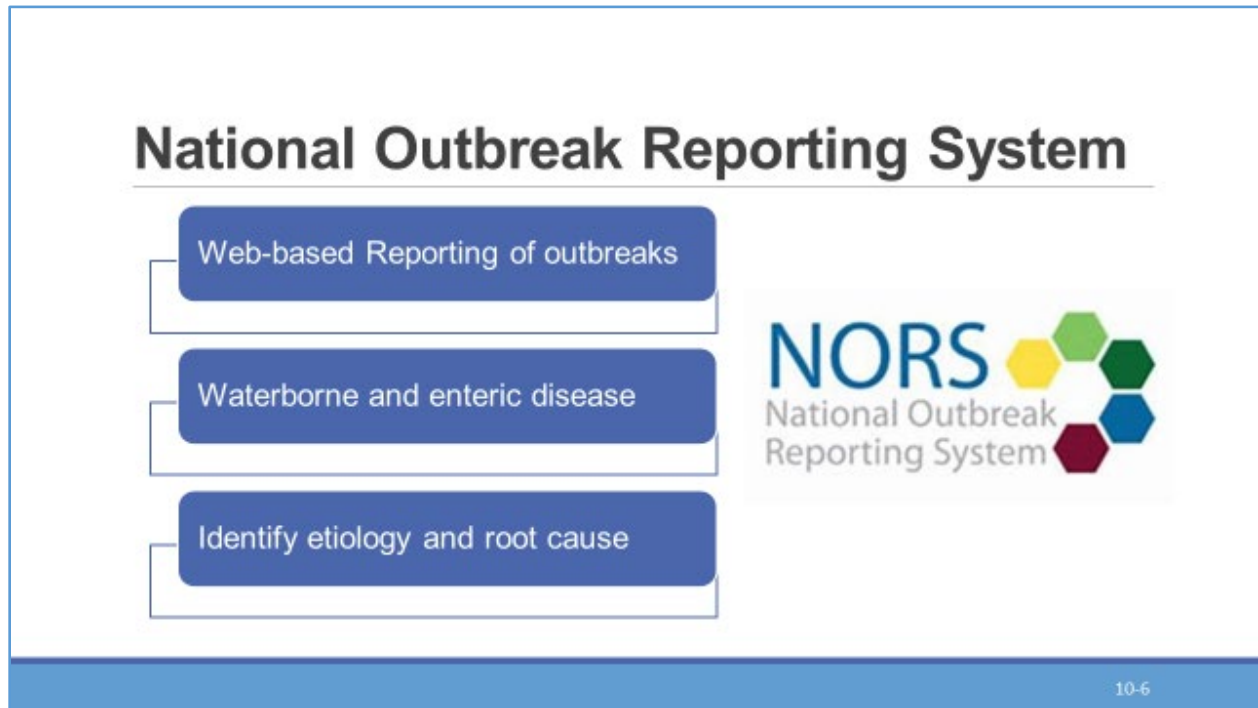 National Outbreak Reporting System
Web-based Reporting of outbreaks
Waterborne and enteric disease
Identify etiology and root cause
NORS
National Outbreak
Reporting System
10-6